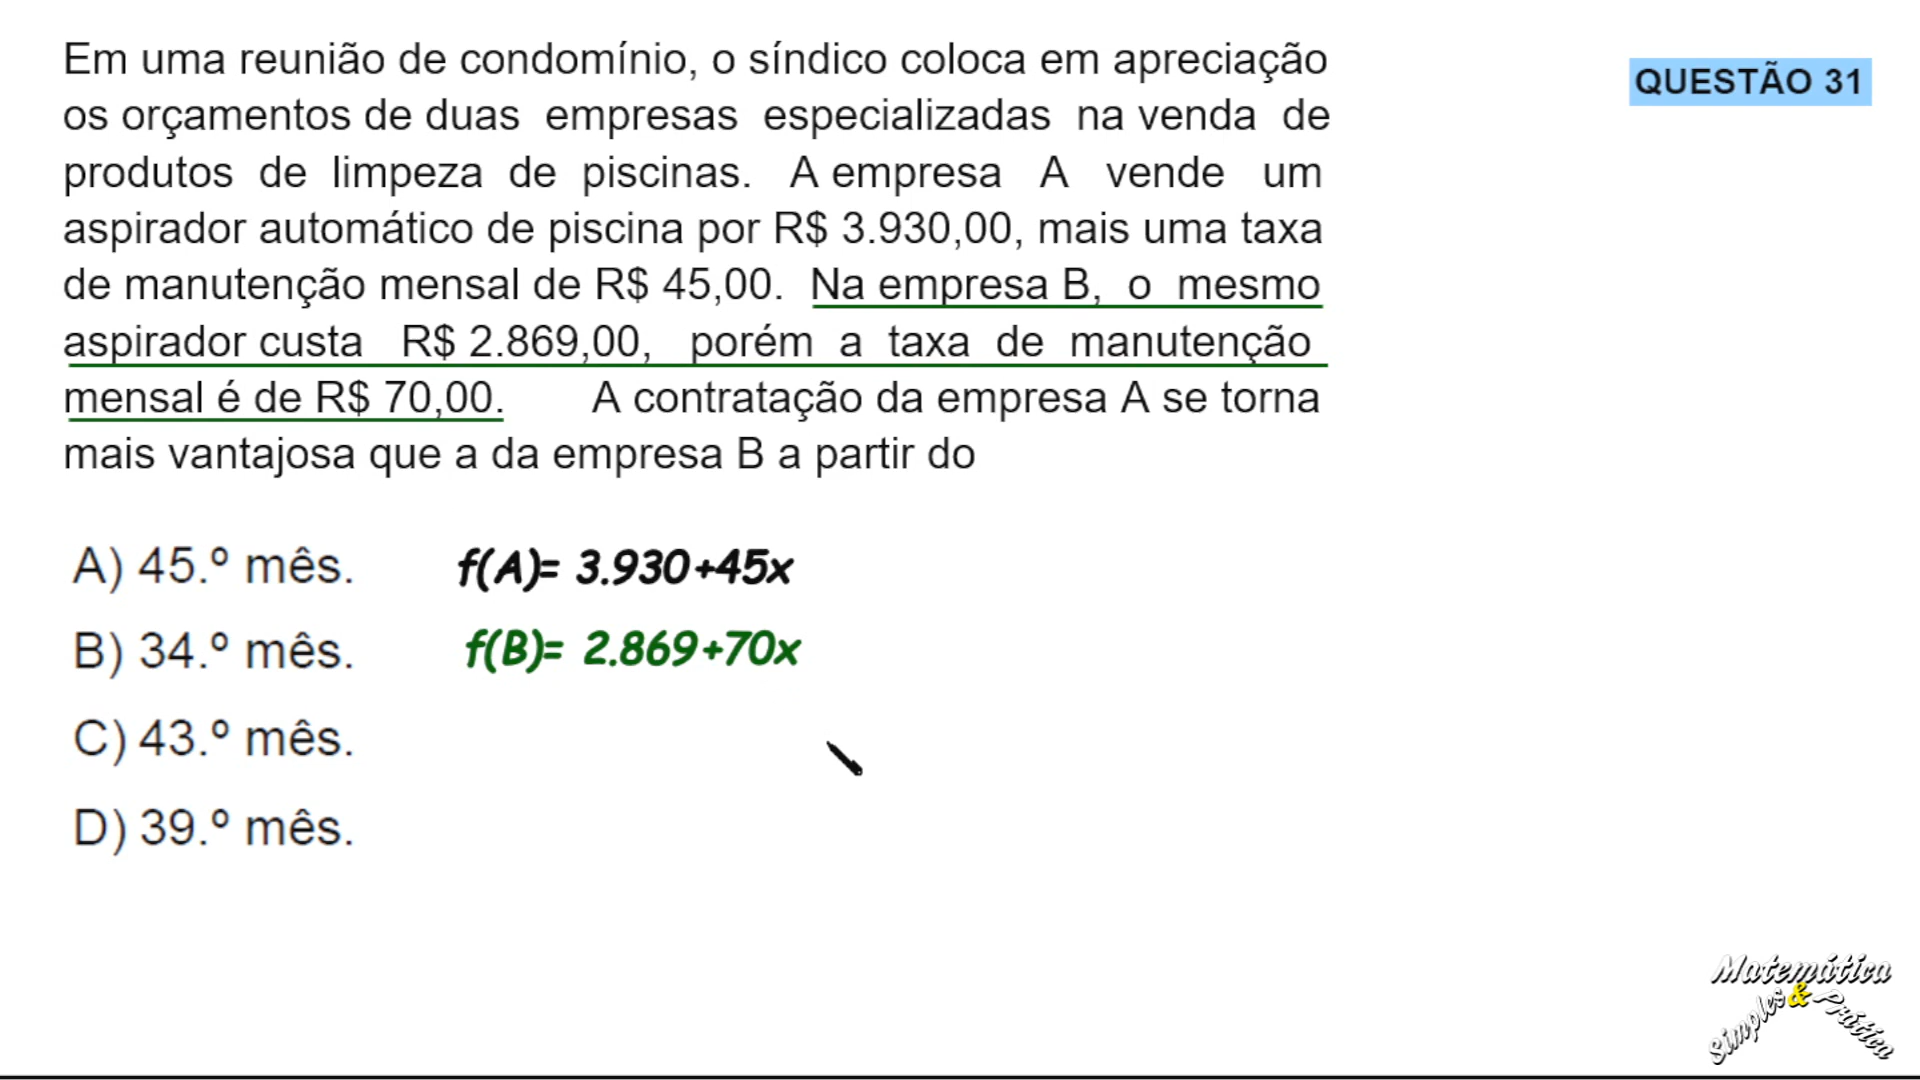 Em uma reunião de condomínio, o síndico coloca em apreciação
os orçamentos de duas empresas especializadas na venda de
produtos de limpeza de piscinas. A empresa A vende um
aspirador automático de piscina por R$ 3.930,00, mais uma taxa
de manutenção mensal de R$ 45,00. Na empresa B, o mesmo
aspirador custa R$ 2.869,00, porém a taxa de manutenção
mensal é de R$ 70,00. A contratação da empresa A se torna
mais vantajosa que a da empresa B a partir do
QUESTÃO 31
A) 45.º mês.
f(A)= 3.930+45x
B) 34.º mês.
f(B)= 2.869+70x
C) 43.º mês.
D) 39.º mês.
Matemática
Simples & Prática